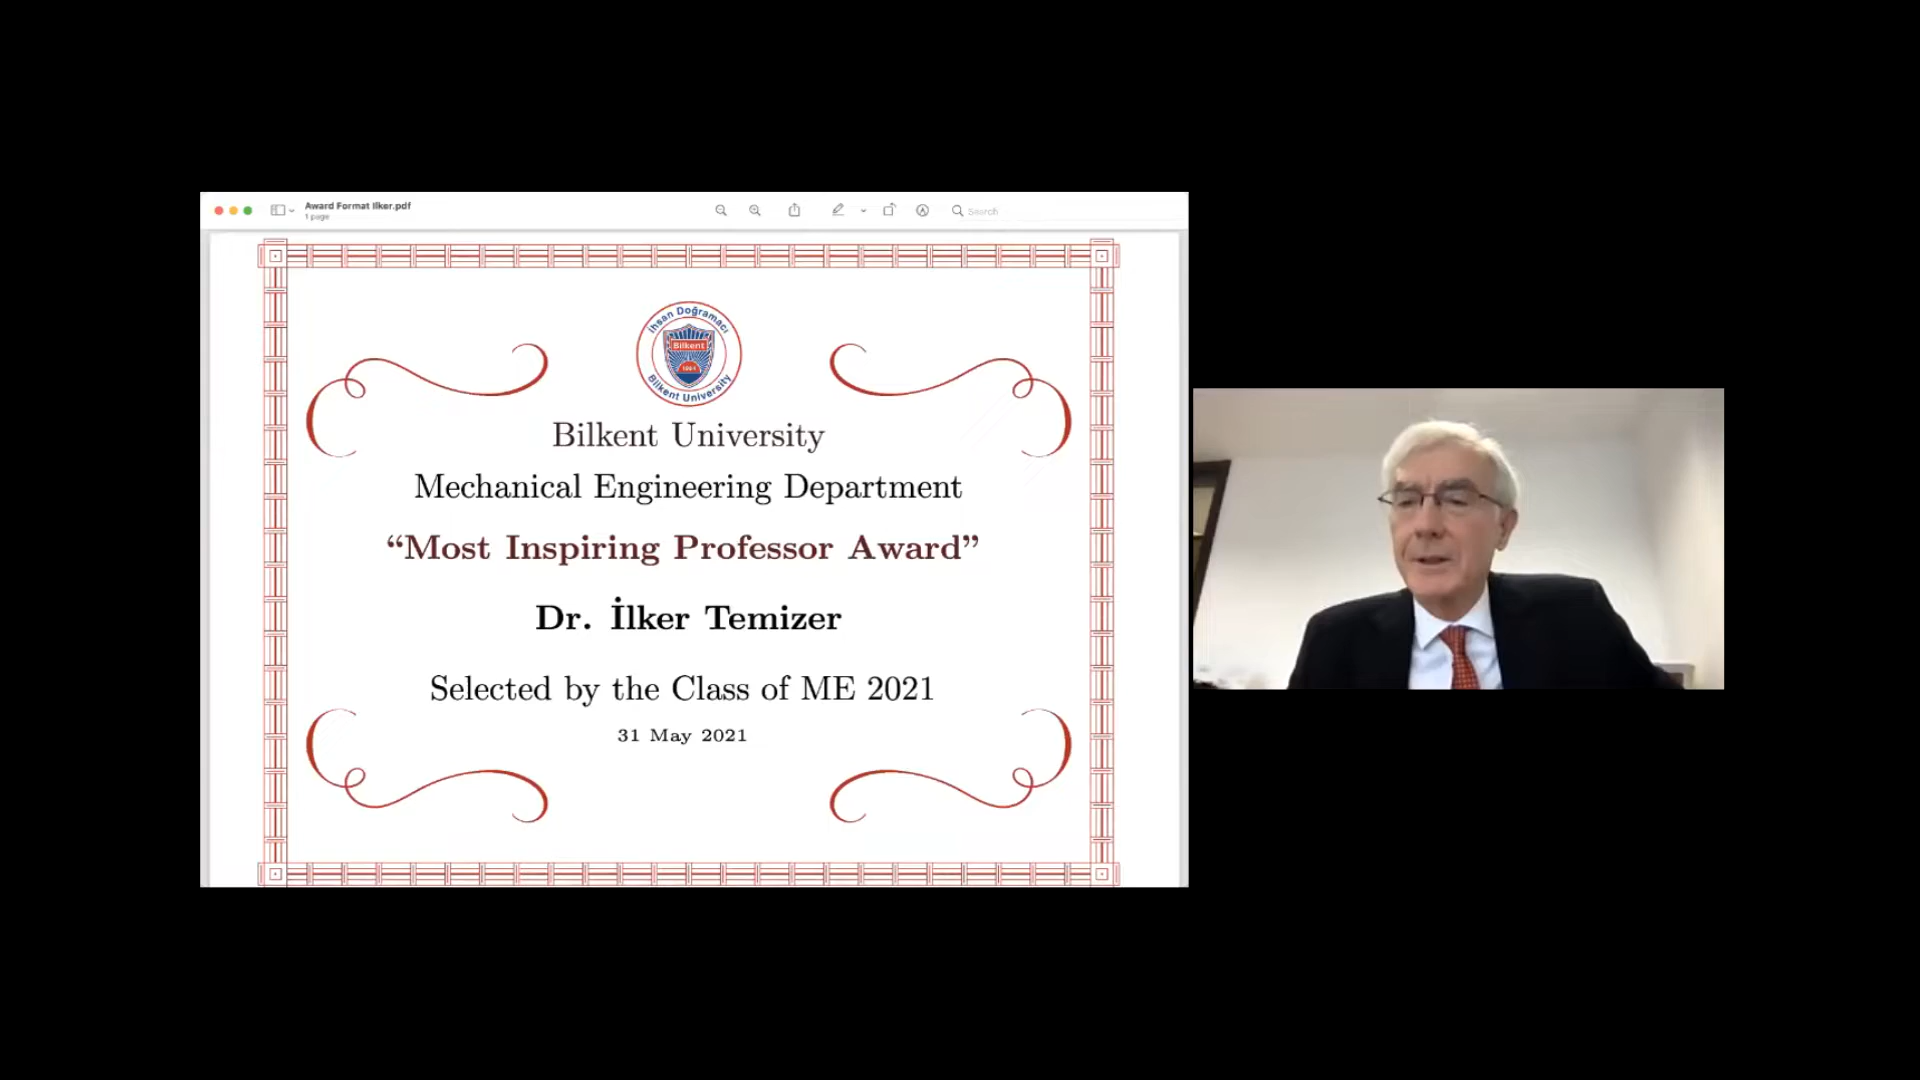 Award Format Ilker.pdf
1 page
Search
İhsan Doğramacı
Bilkent
Bilkent University
Bilkent University
Mechanical Engineering Department
“Most Inspiring Professor Award”
Dr. İlker Temizer
Selected by the Class of ME 2021
31 May 2021